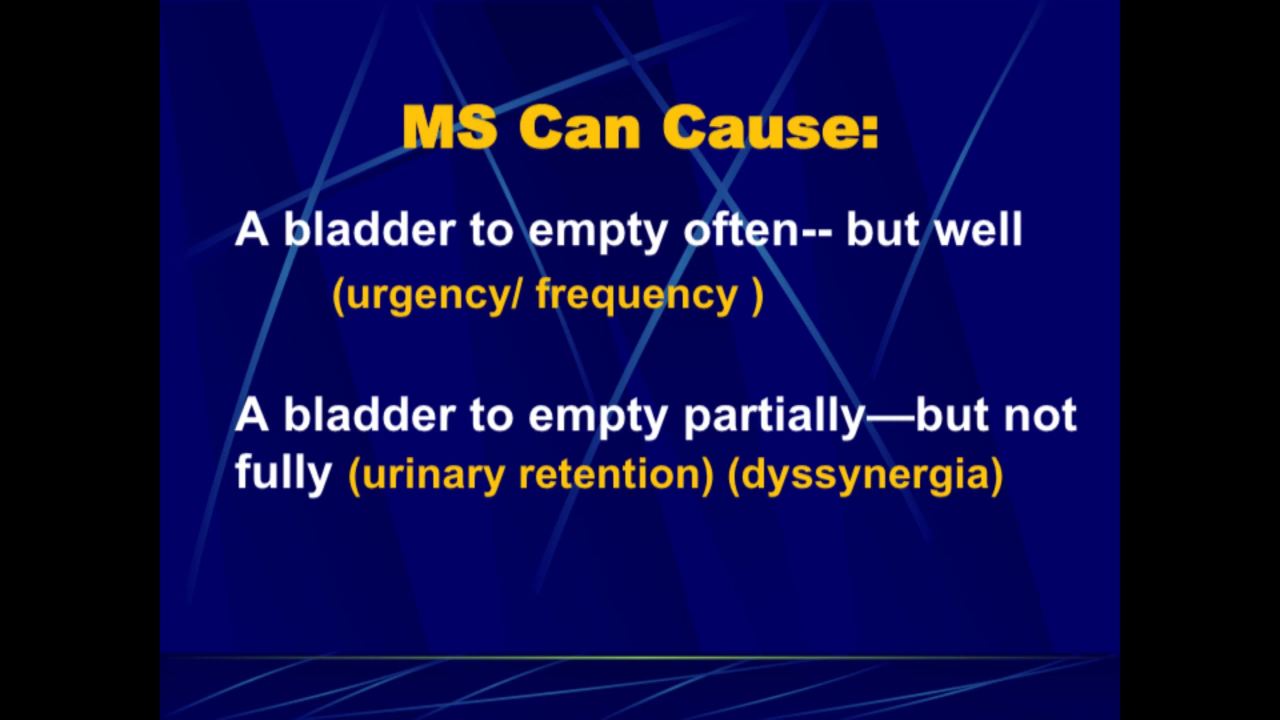 MS Can Cause:
A bladder to empty often-- but well
(urgency/ frequency )
A bladder to empty partially—but not
fully (urinary retention) (dyssynergia)